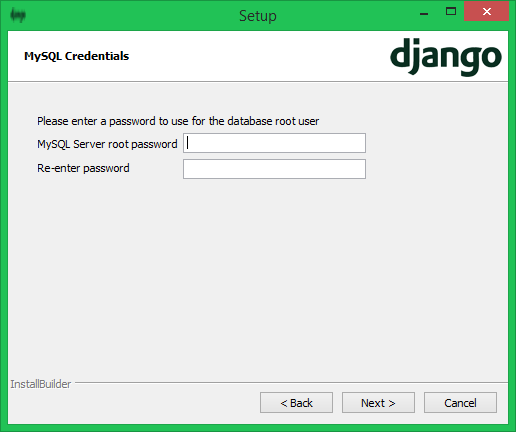 Setup
MySQL Credentials
django
Please enter a password to use for the database root user
MySQL Server root password
Re-enter password
InstallBuilder
< Back
Next >
Cancel